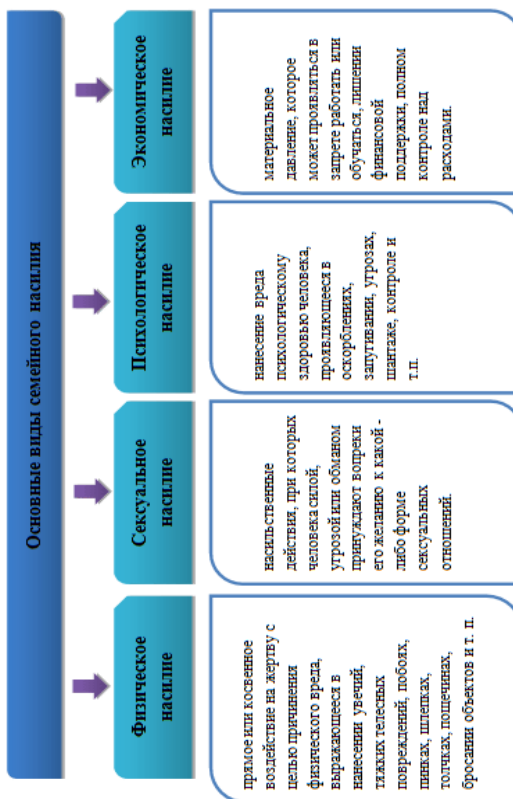 Основные виды семейного насилия
Физическое
насилие
прямое или косвенное
воздействие на жертву с
целью причинения
физического вреда,
выражающееся в
нанесении увечий,
тяжких телесных
повреждений, побоях,
пинках, шлепках,
толчках, пощечинах,
бросании объектов и т. п.
Сексуальное
насилие
насильственные
действия, при которых
человека силой,
угрозой или обманом
принуждают вопреки
его желанию к какой -
либо форме
сексуальных
отношений.
Психологическое
насилие
нанесение вреда
психологическому
здоровью человека,
проявляющееся в
оскорблениях,
запугивании, угрозах,
шантаже, контроле и
т.п.
Экономическое
насилие
материальное
давление, которое
может проявляться в
запрете работать или
обучаться, лишении
финансовой
поддержки, полном
контроле над
расходами.